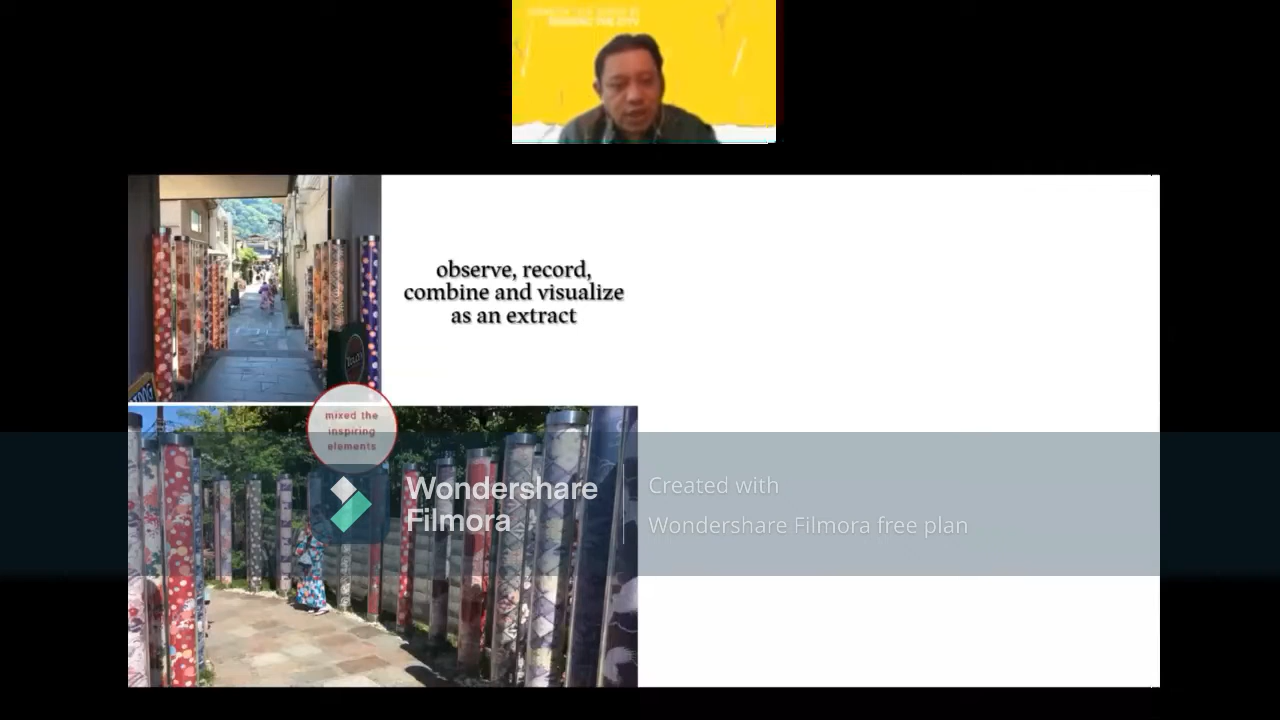 observe, record,
combine and visualize
as an extract
mixed the
inspiring
elements
Wondershare
Filmora
Created with
Wondershare Filmora free plan